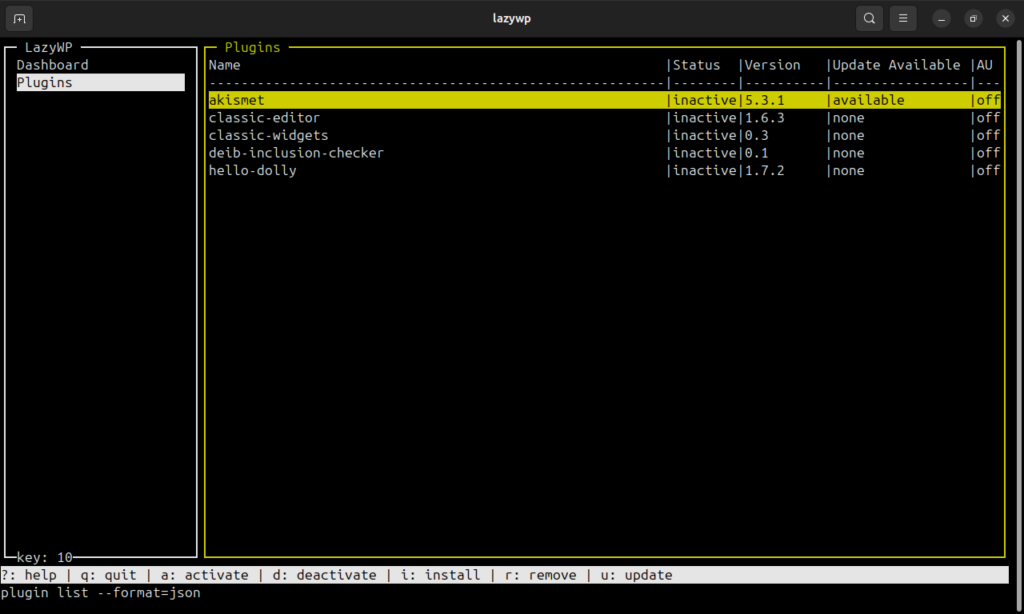 lazywp
LazyWP
Dashboard
Plugins
key: 10
Plugins
Name |Status |Version |Update Available |AU
---------------------------------------------------------|--------|----------|-----------------|---
akismet |inactive|5.3.1 |available |off
classic-editor |inactive|1.6.3 |none |off
classic-widgets |inactive|0.3 |none |off
deib-inclusion-checker |inactive|0.1 |none |off
hello-dolly |inactive|1.7.2 |none |off
?: help | q: quit | a: activate | d: deactivate | i: install | r: remove | u: update
plugin list --format=json